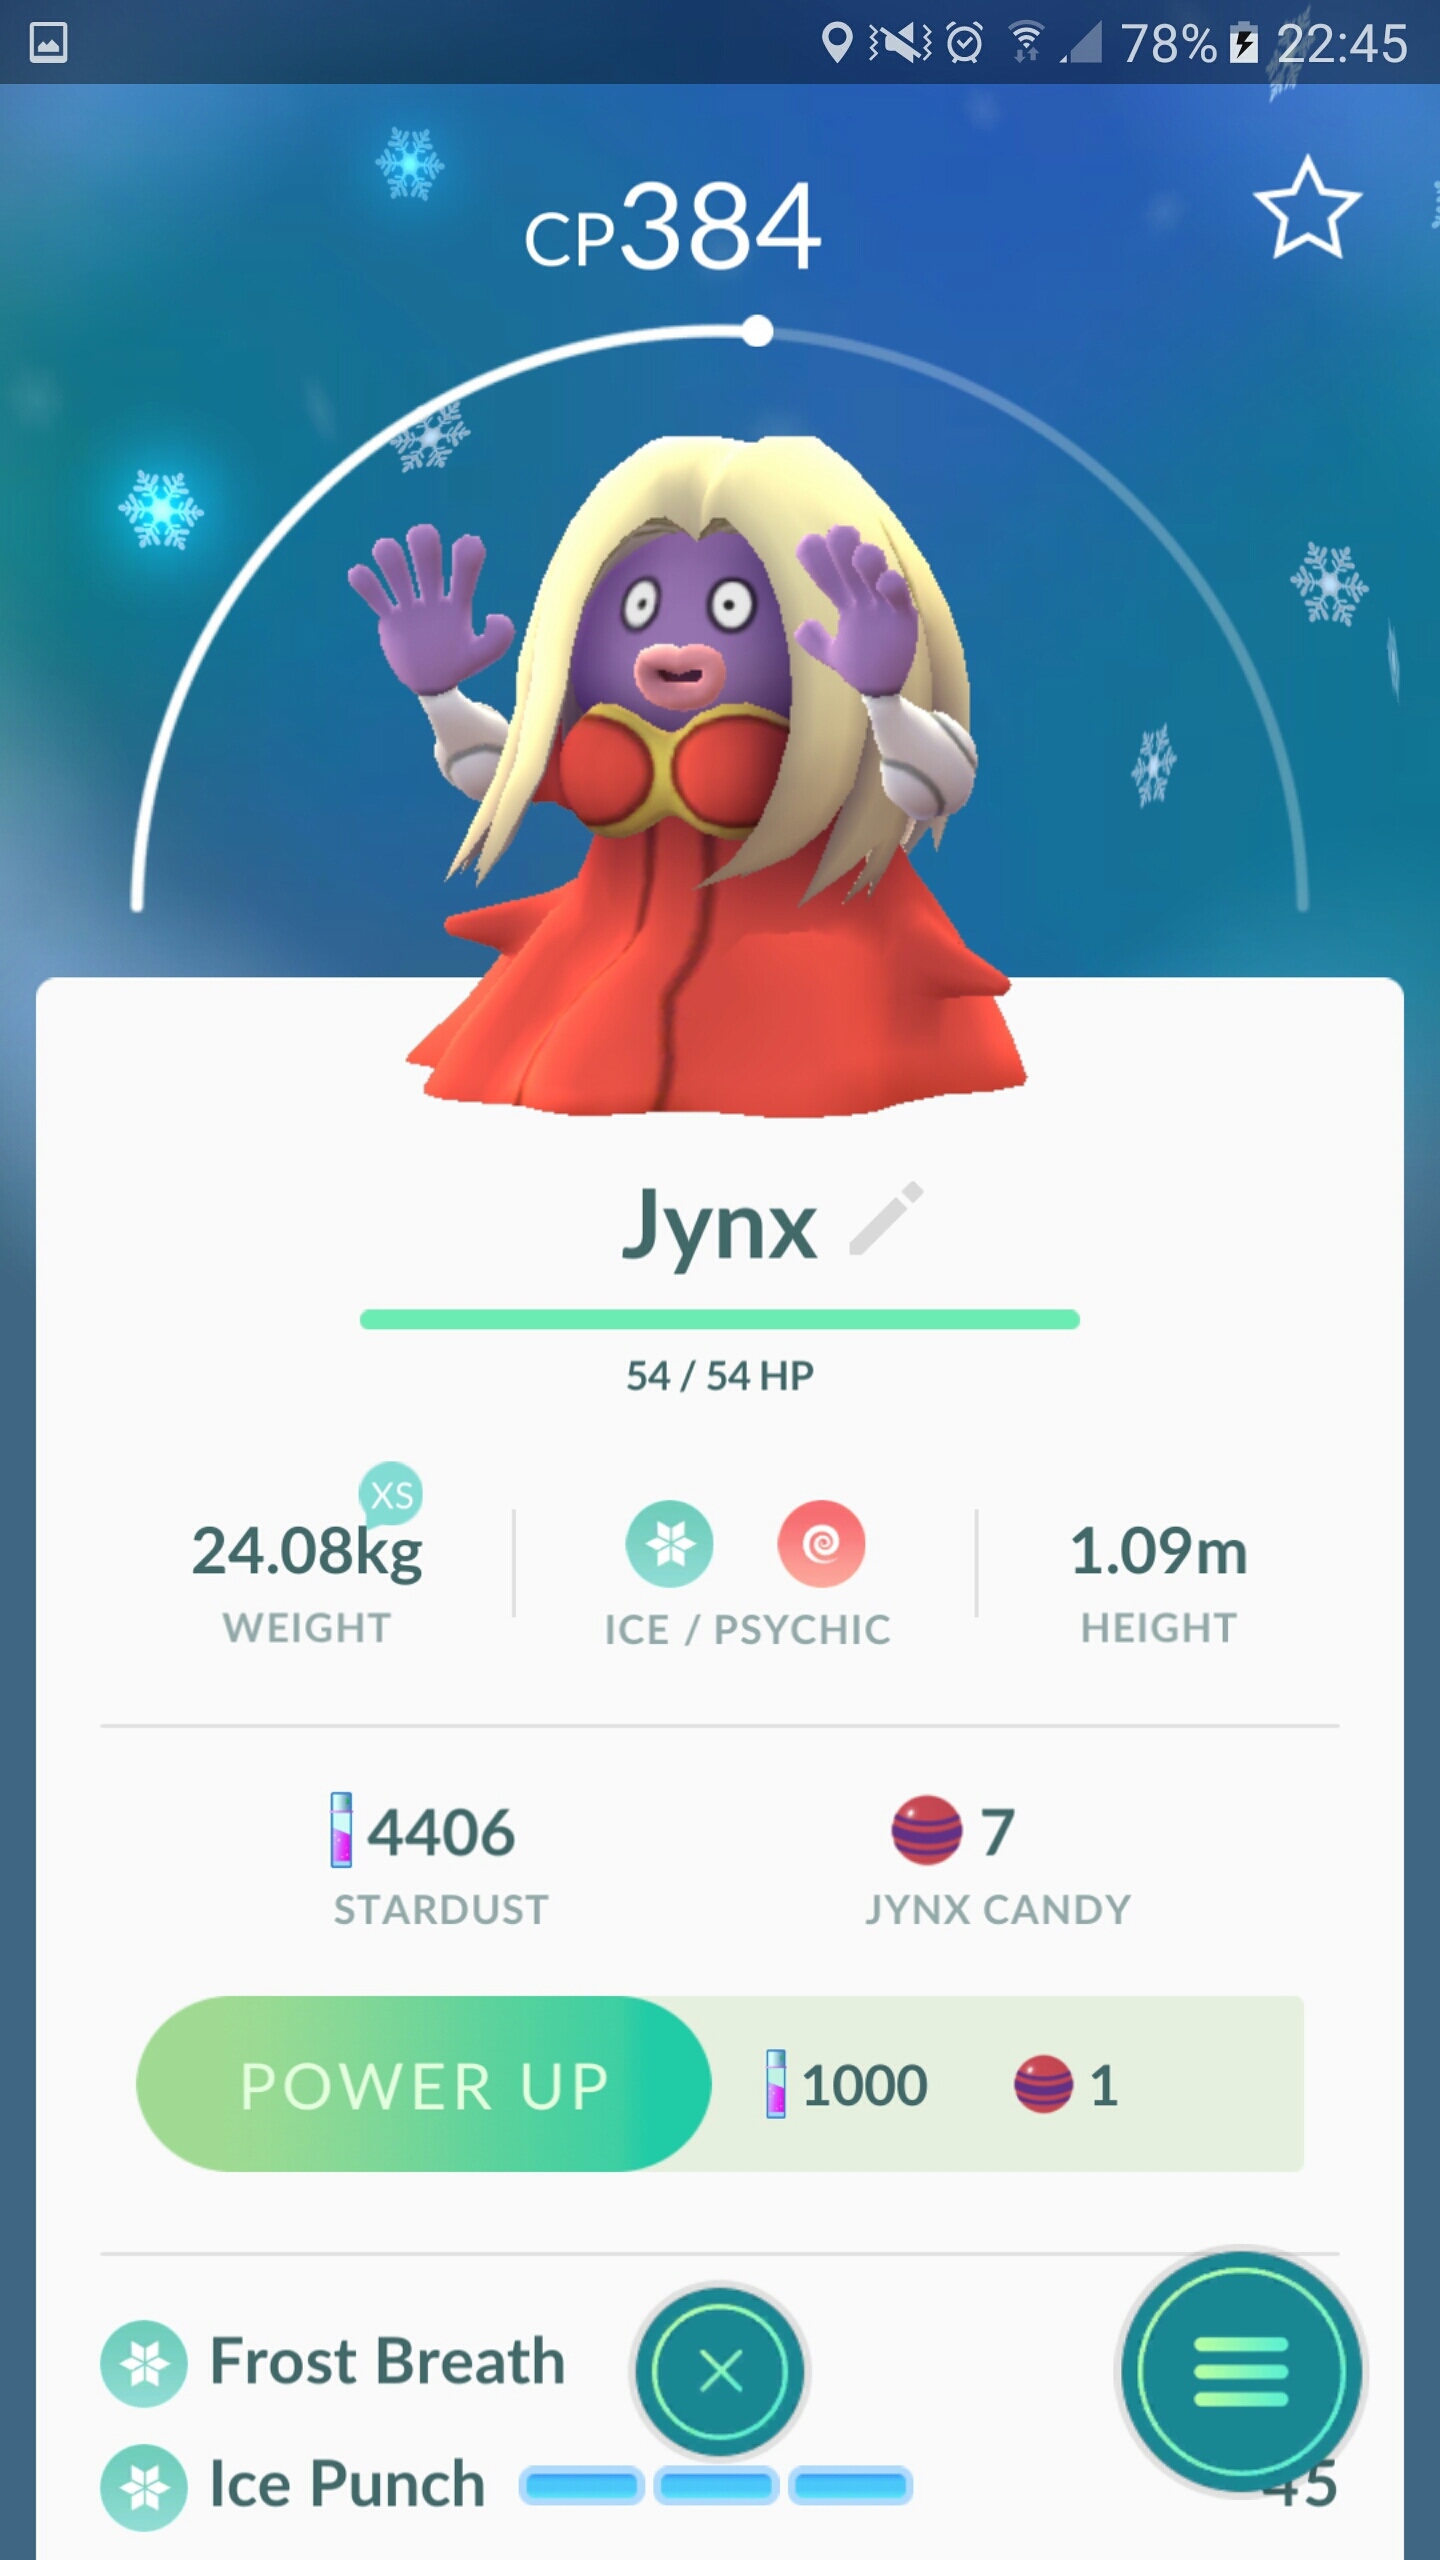 78% 22:45
CP384
Jynx
54 / 54 HP
XS
24.08kg
WEIGHT
ICE / PSYCHIC
1.09m
HEIGHT
4406
STARDUST
7
JYNX CANDY
POWER UP 1000 1
Frost Breath
Ice Punch 45